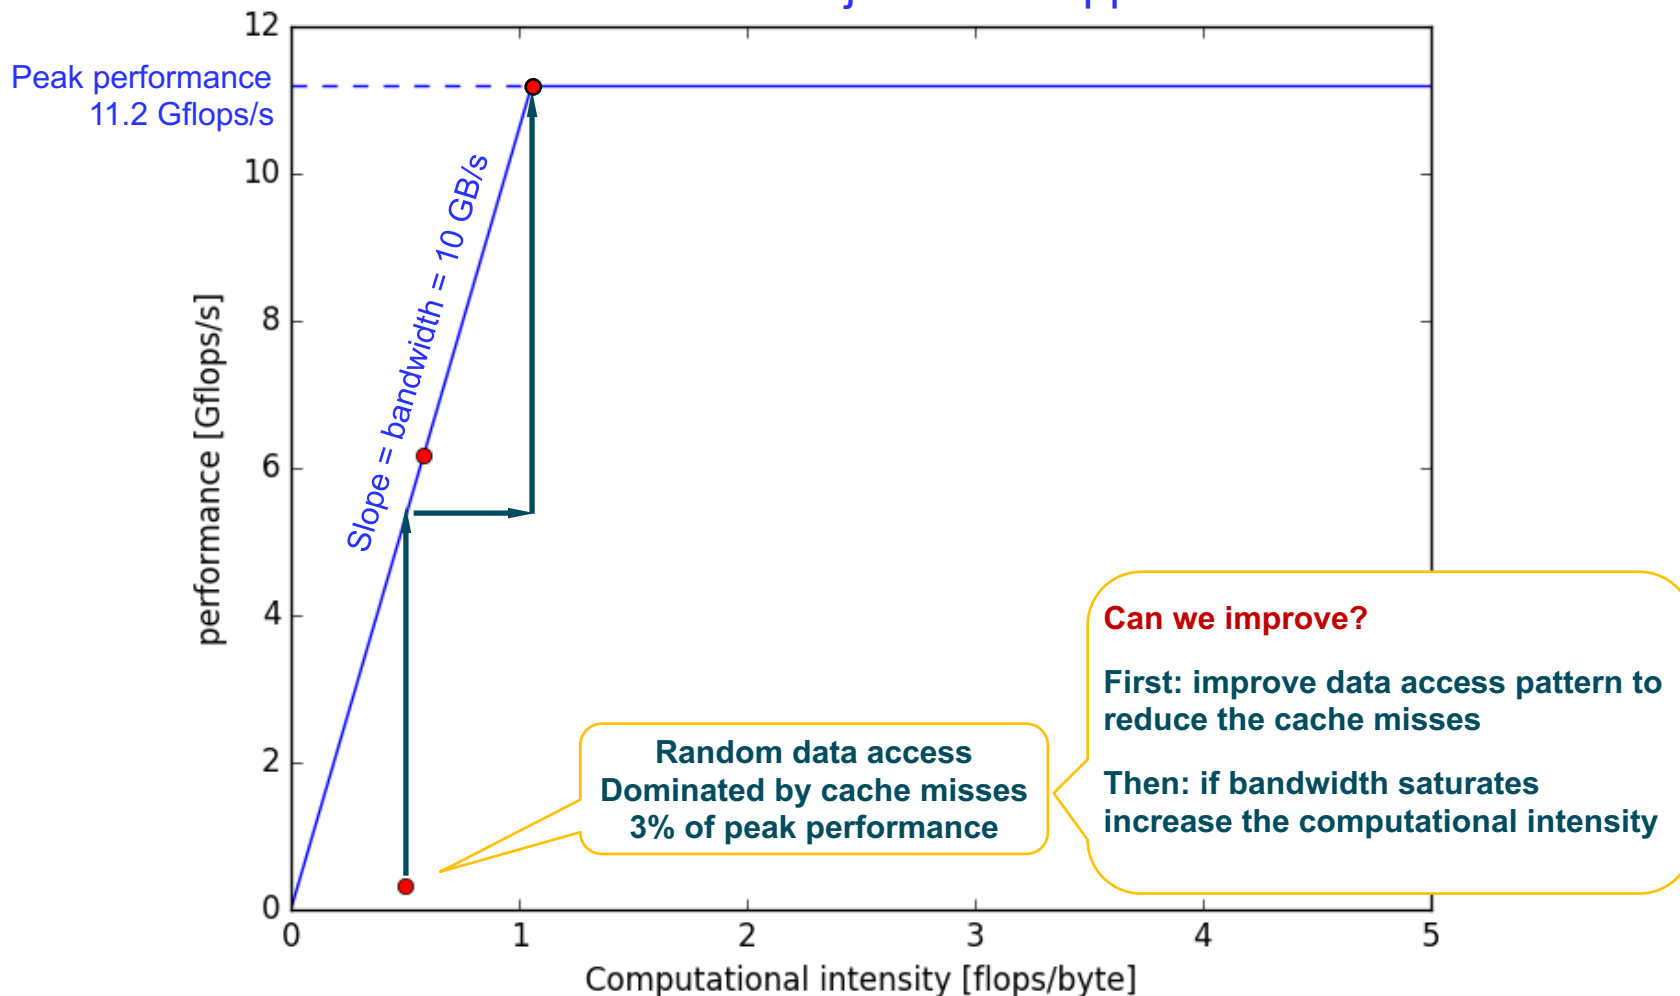 12
Peak performance
11.2 Gflops/s
10
8
6
4
2
0
performance [Gflops/s]
Slope = bandwidth = 10 GB/s
Can we improve?
First: improve data access pattern to
reduce the cache misses
Then: if bandwidth saturates
increase the computational intensity
Random data access
Dominated by cache misses
3% of peak performance
0 1 2 3 4 5
Computational intensity [flops/byte]